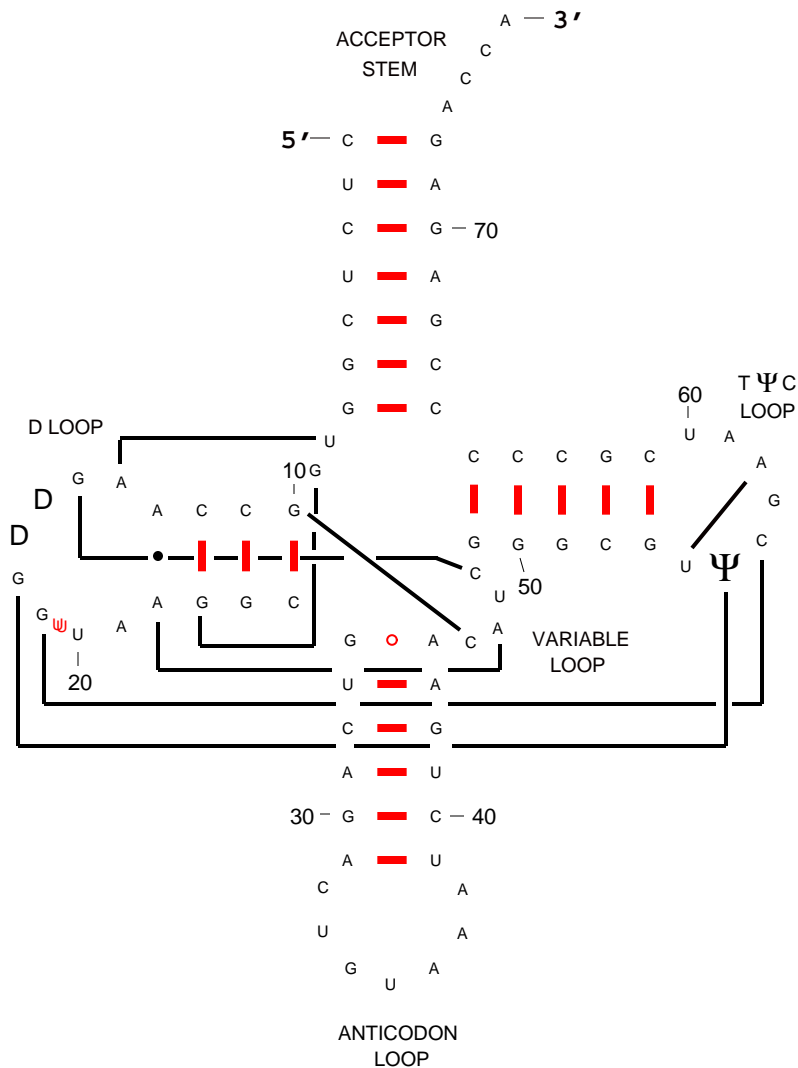 A — 3'
ACCEPTOR
STEM
C
C
A
5' — C G
U A
C G — 70
U A
C G
G C
G C
T Ψ C
LOOP
60
D LOOP
U
U A
C C C G C
A
G A
10 G
G
D
A C C G
G G C G U
C
D
C
50
Ψ
G
G U A A G G C
U
20
G A C A
VARIABLE
LOOP
U A
C G
A U
30 — G C — 40
A U
C A
U A
G A
U
ANTICODON
LOOP